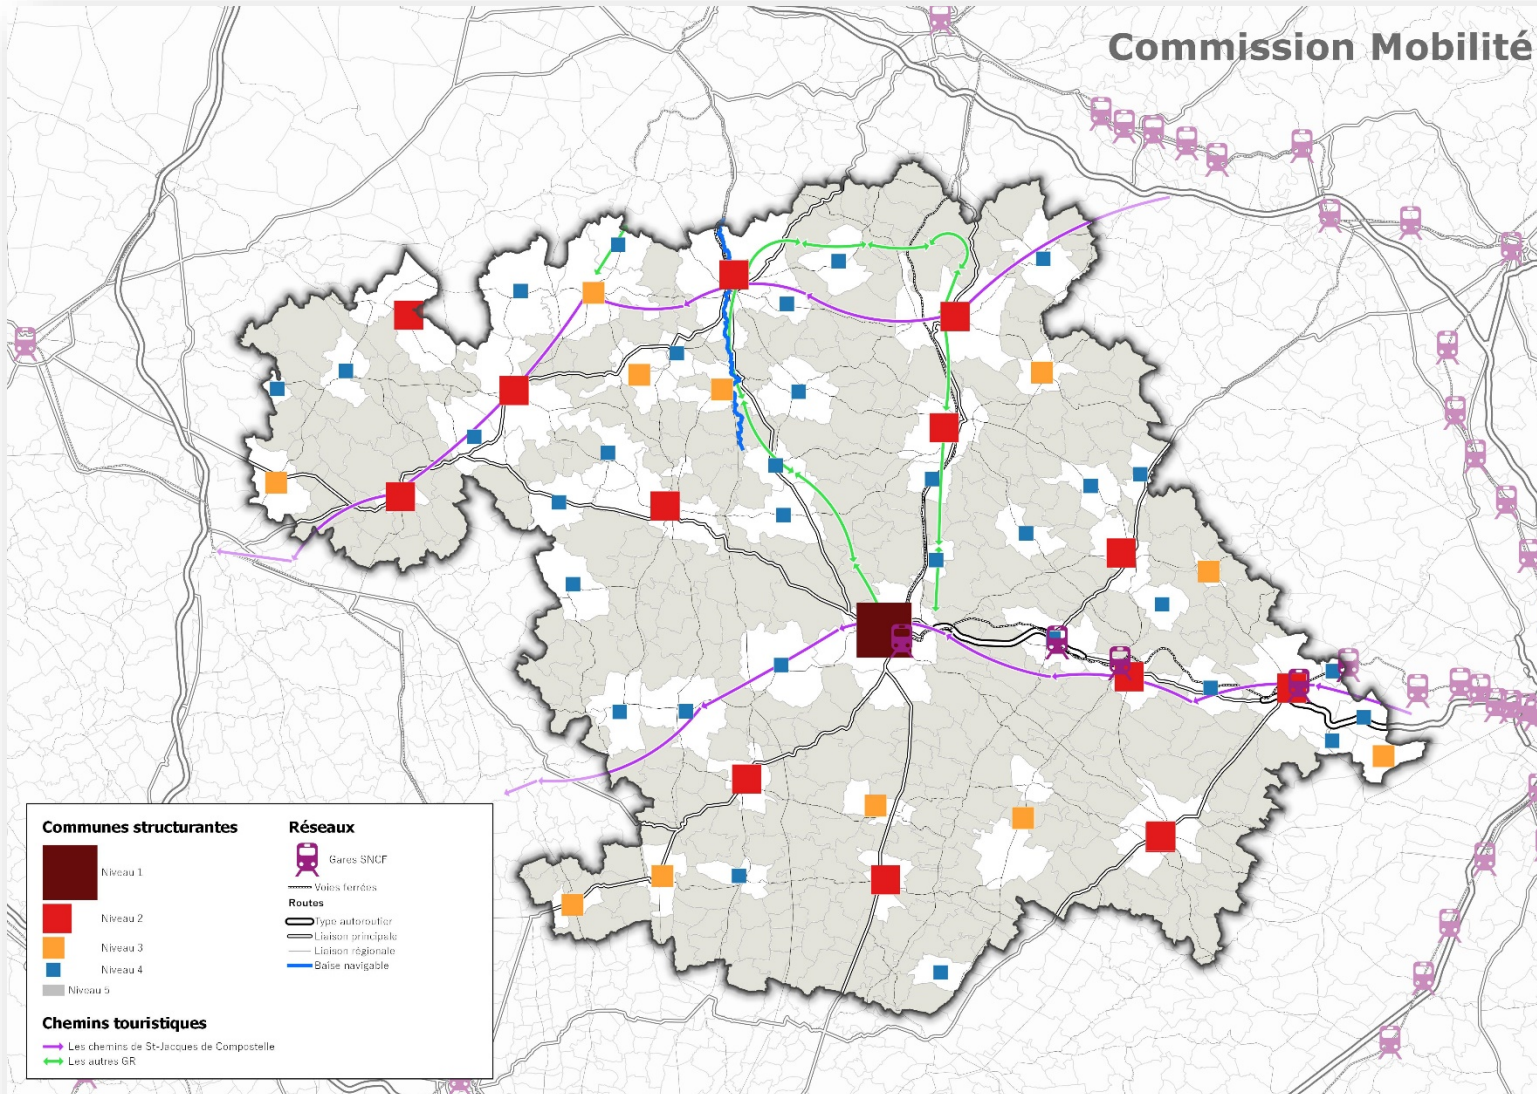 Commission Mobilité
Communes structurantes
Niveau 1
Niveau 2
Niveau 3
Niveau 4
Niveau 5
Chemins touristiques
Les chemins de St-Jacques de Compostelle
Les autres GR
Réseaux
Gares SNCF
Voies ferrées
Routes
Type autoroutier
Liaison principale
Liaison régionale
Baise navigable